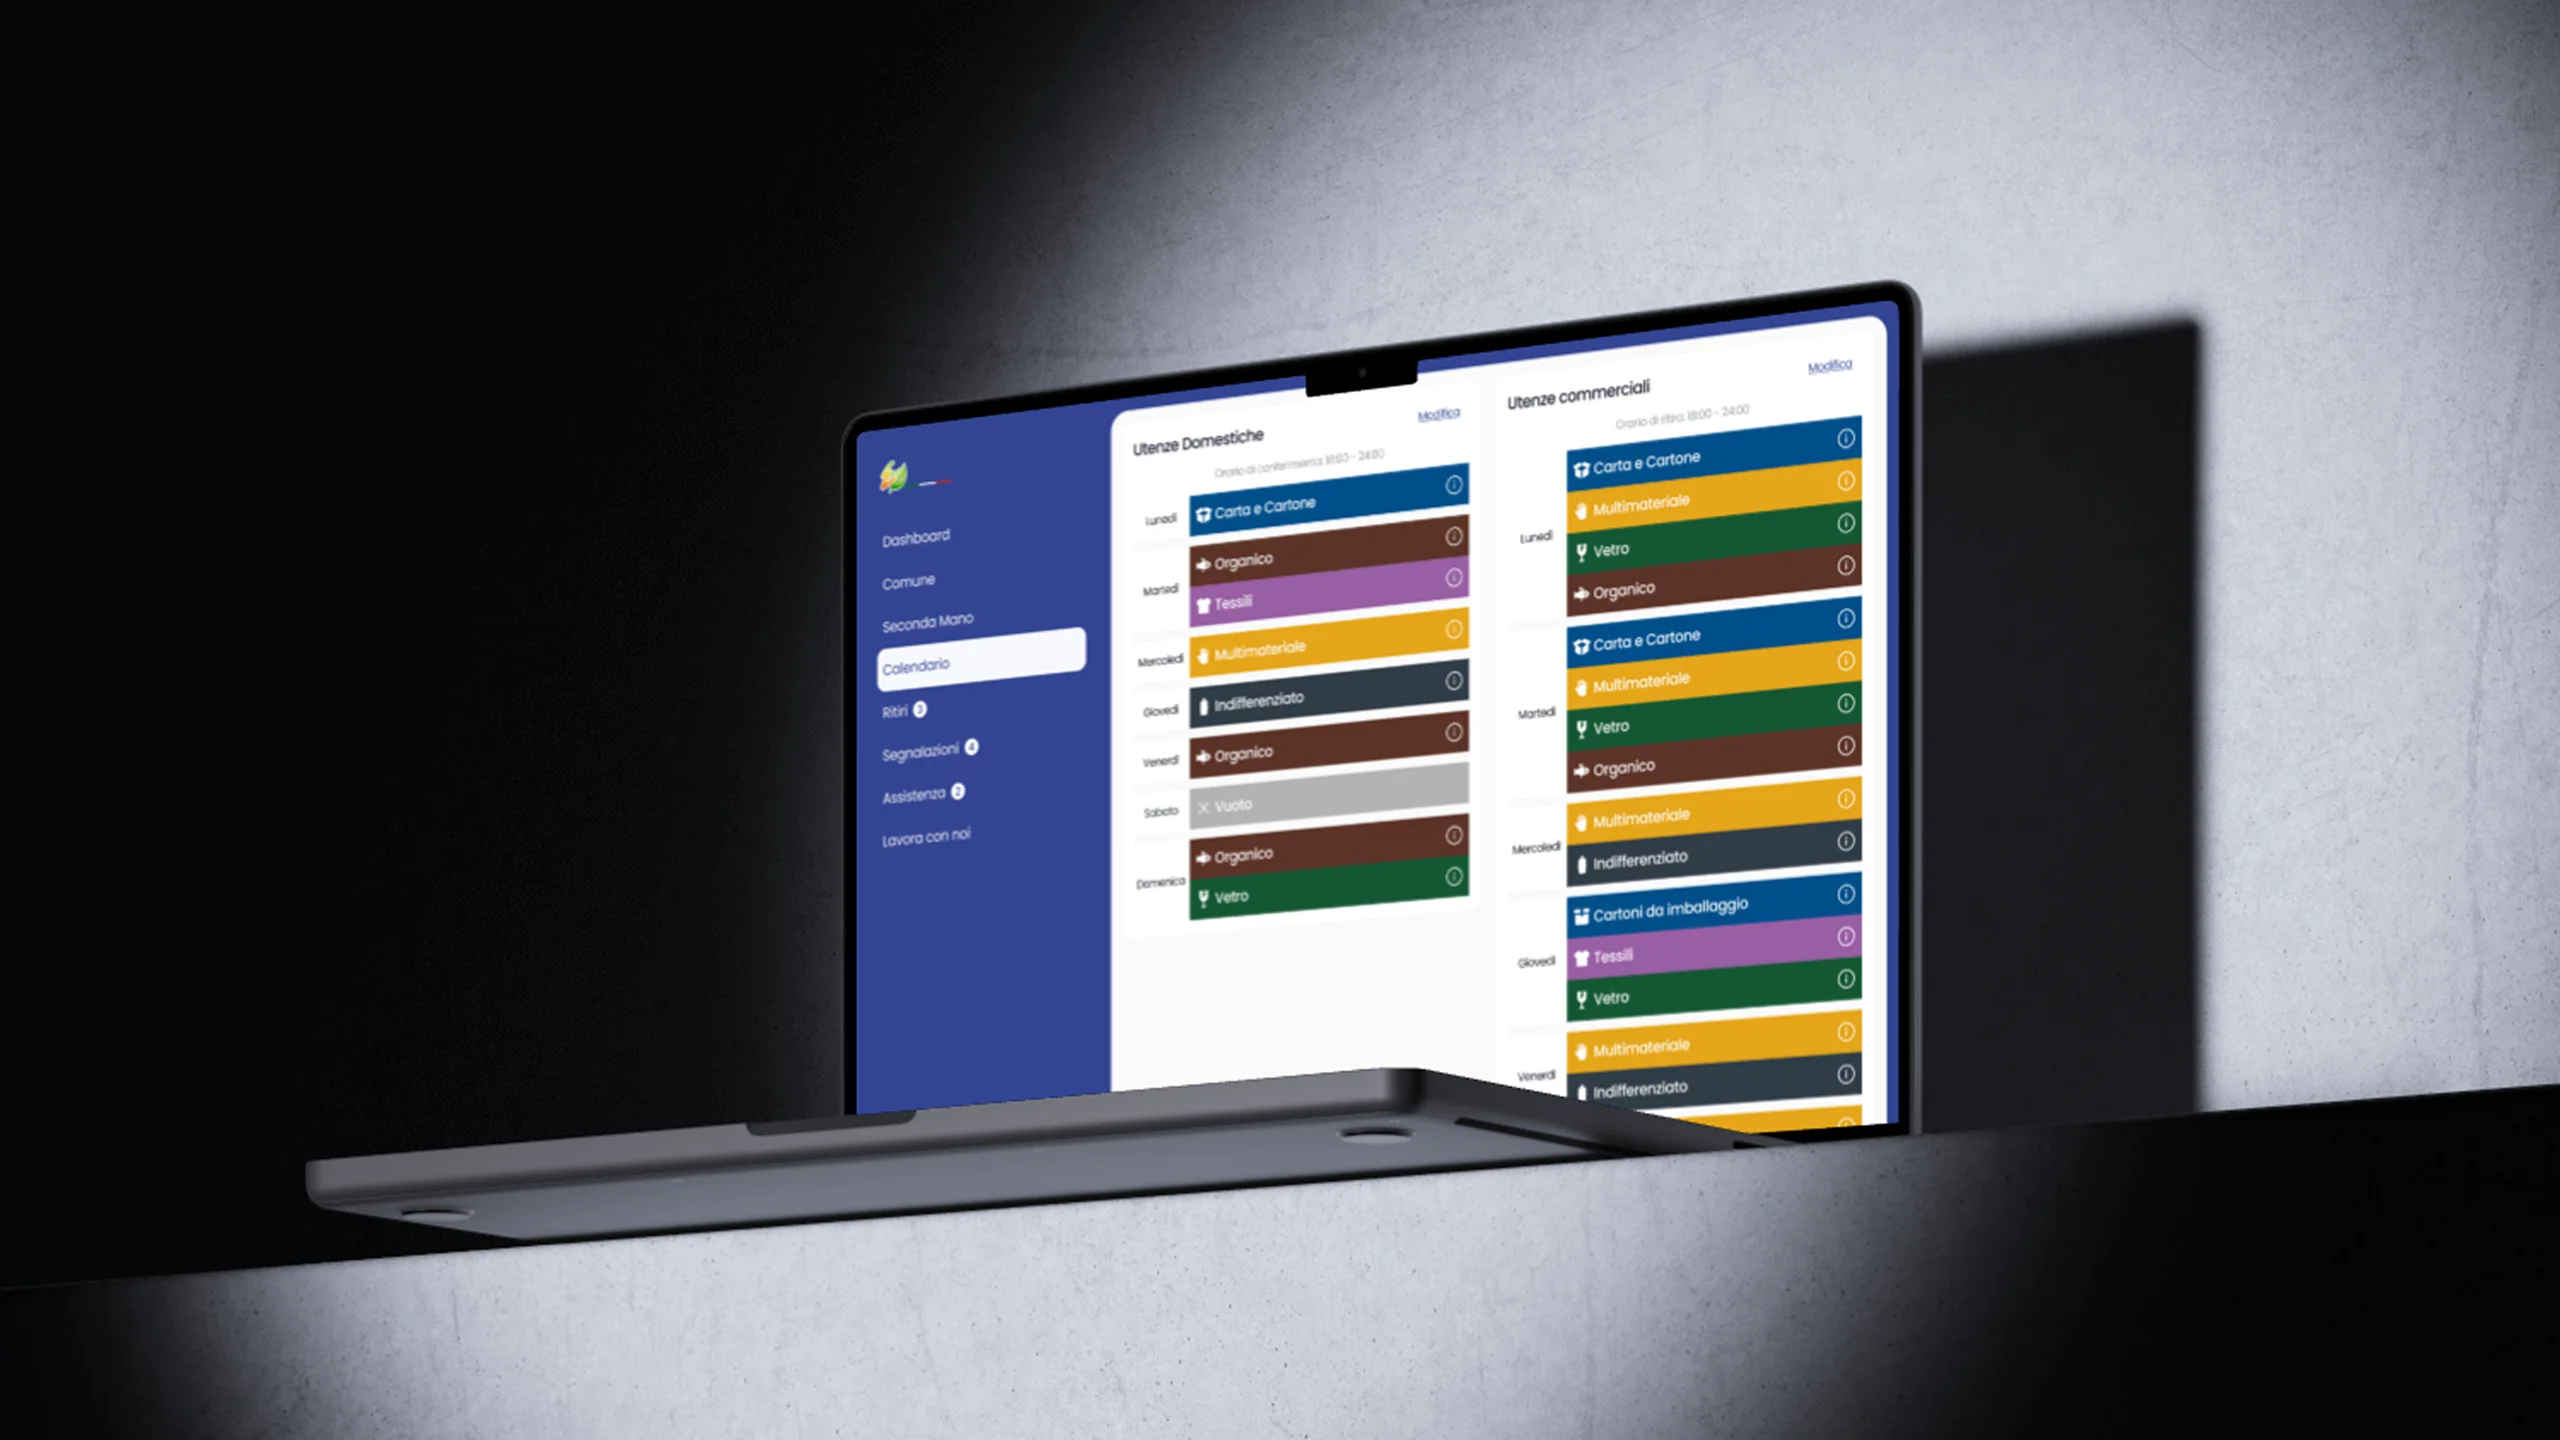 Dashboard
Comune
Seconda Mano
Calendario
Ritiri 3
Segnalazioni 4
Assistenza 2
Lavora con noi
Utenze Domestiche
Modifica
Orario di conferimento: 18:00 - 24:00
Lunedì
Carta e Cartone
Martedì
Organico
Tessili
Mercoledì
Multimateriale
Giovedì
Indifferenziato
Venerdì
Organico
Sabato
Vuoto
Domenica
Organico
Vetro
Utenze commerciali
Modifica
Orario di ritiro: 18:00 - 24:00
Lunedì
Carta e Cartone
Multimateriale
Vetro
Organico
Martedì
Carta e Cartone
Multimateriale
Vetro
Organico
Mercoledì
Multimateriale
Indifferenziato
Giovedì
Cartoni da imballaggio
Tessili
Vetro
Venerdì
Multimateriale
Indifferenziato